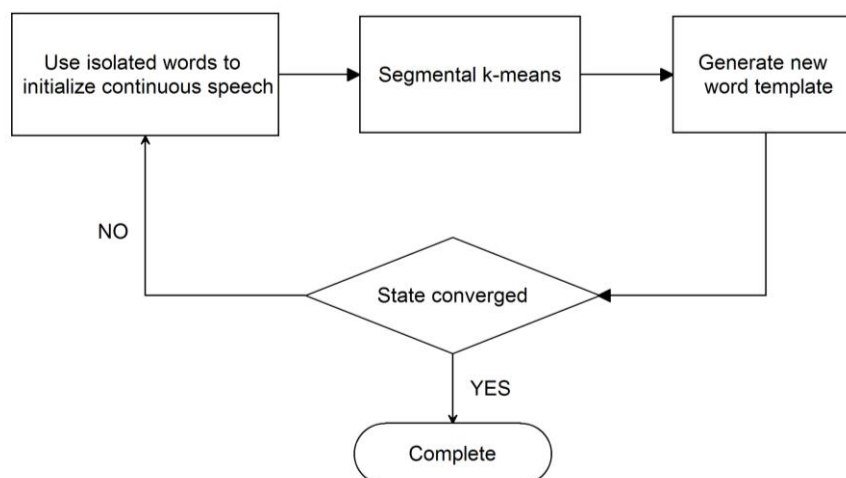 Use isolated words to
initialize continuous speech
Segmental k-means
Generate new
word template
NO
State converged
YES
Complete